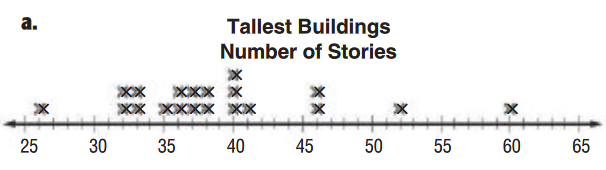 a.
Tallest Buildings
Number of Stories
25 30 35 40 45 50 55 60 65